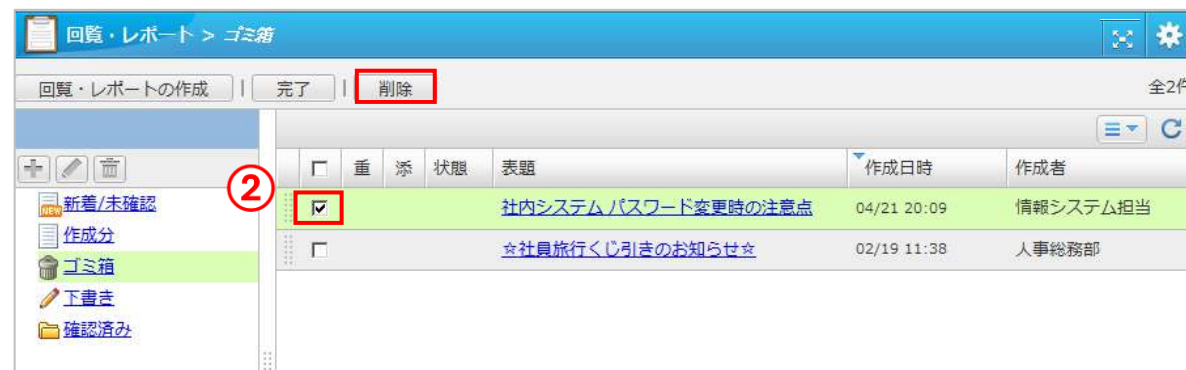 回覧・レポート > ゴミ箱
回覧・レポートの作成 | 完了 | 削除
全2件
②
重 添 状態 表題 作成日時 作成者
新着/未確認
作成分
ゴミ箱
下書き
確認済み
社内システム パスワード変更時の注意点 04/21 20:09 情報システム担当
☆社員旅行くじ引きのお知らせ☆ 02/19 11:38 人事総務部